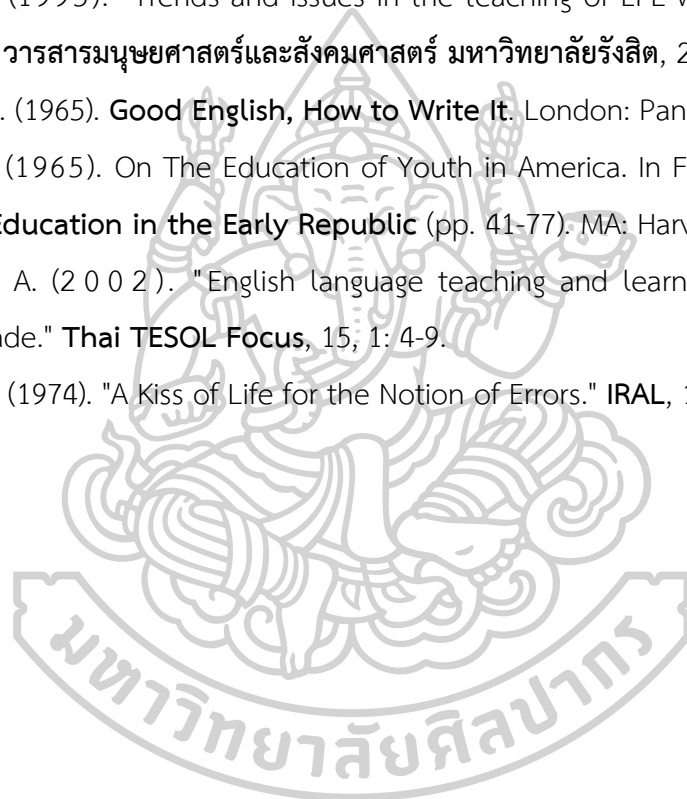 (1995). "Trends and issues in the teaching of EFL
วารสารมนุษยศาสตร์และสังคมศาสตร์ มหาวิทยาลัยรังสิต, 2
. (1965). Good English, How to Write It. London: Pan
(1965). On The Education of Youth in America. In F
Education in the Early Republic (pp. 41-77). MA: Harv
A. (2002). "English language teaching and learn
ade." Thai TESOL Focus, 15, 1: 4-9.
(1974). "A Kiss of Life for the Notion of Errors." IRAL, 1
มหาวิทยาลัยศิลปากร